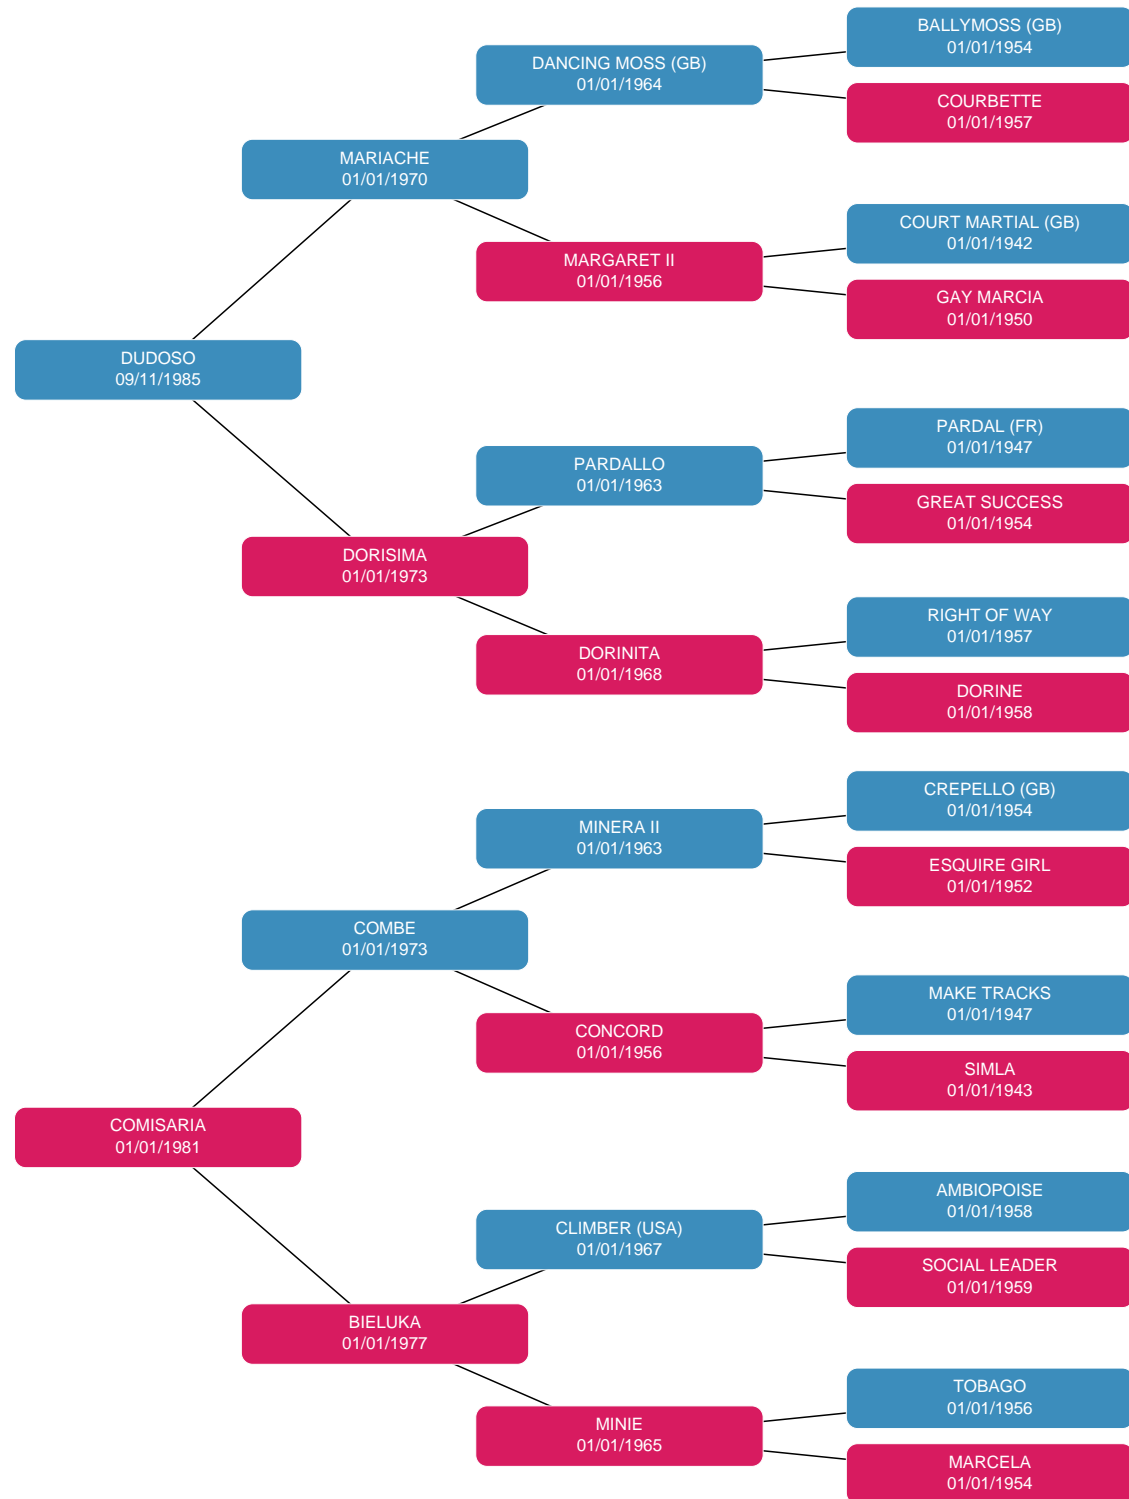 BALLYMOSS (GB)
01/01/1954
DANCING MOSS (GB)
01/01/1964
COURBETTE
01/01/1957
MARIACHE
01/01/1970
COURT MARTIAL (GB)
01/01/1942
MARGARET II
01/01/1956
GAY MARCIA
01/01/1950
DUDOSO
09/11/1985
PARDAL (FR)
01/01/1947
PARDALLO
01/01/1963
GREAT SUCCESS
01/01/1954
DORISIMA
01/01/1973
RIGHT OF WAY
01/01/1957
DORINITA
01/01/1968
DORINE
01/01/1958
CREPELLO (GB)
01/01/1954
MINERA II
01/01/1963
ESQUIRE GIRL
01/01/1952
COMBE
01/01/1973
MAKE TRACKS
01/01/1947
CONCORD
01/01/1956
SIMLA
01/01/1943
COMISARIA
01/01/1981
AMBIOPOISE
01/01/1958
CLIMBER (USA)
01/01/1967
SOCIAL LEADER
01/01/1959
BIELUKA
01/01/1977
TOBAGO
01/01/1956
MINIE
01/01/1965
MARCELA
01/01/1954